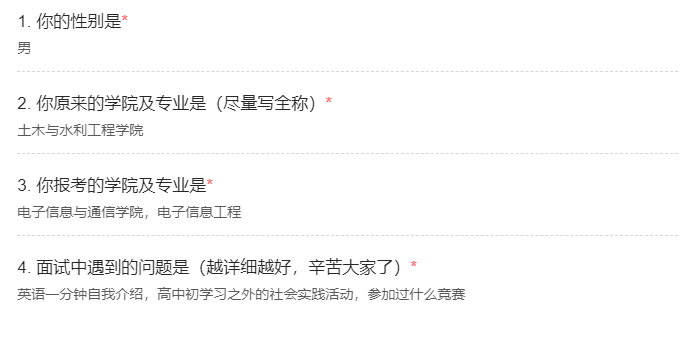 1. 你的性别是*
男
2. 你原来的学院及专业是（尽量写全称）*
土木与水利工程学院
3. 你报考的学院及专业是*
电子信息与通信学院，电子信息工程
4. 面试中遇到的问题是（越详细越好，辛苦大家了）*
英语一分钟自我介绍，高中初学习之外的社会实践活动，参加过什么竞赛